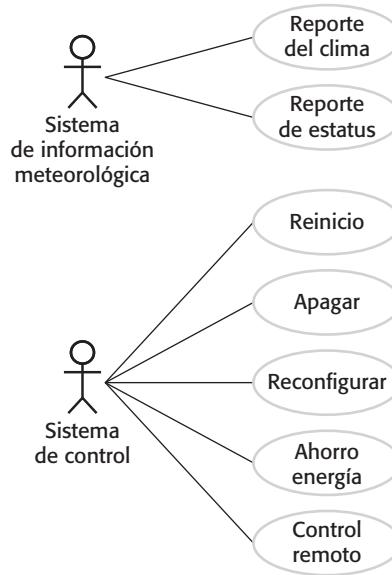 Reporte
del clima
Reporte
de estatus
Sistema
de información
meteorológica
Reinicio
Apagar
Reconfigurar
Sistema
de control
Ahorro
energía
Control
remoto